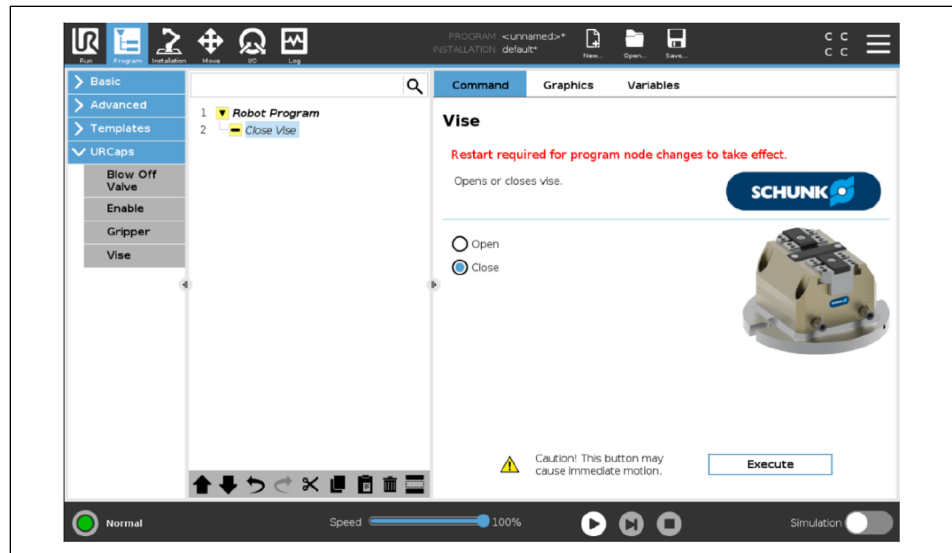 PROGRAM <unnamed>*
INSTALLATION default*
Run Program Installation Move I/O Log New... Open... Save...
C C
C C
Basic
Advanced
Templates
URCaps
Blow Off
Valve
Enable
Gripper
Vise
1 Robot Program
2 Close Vise
Command Graphics Variables
Vise
Restart required for program node changes to take effect.
Opens or closes vise.
SCHUNK
Open
Close
SCHUNK
Caution! This button may
cause immediate motion.
Execute
Normal
Speed 100%
Simulation